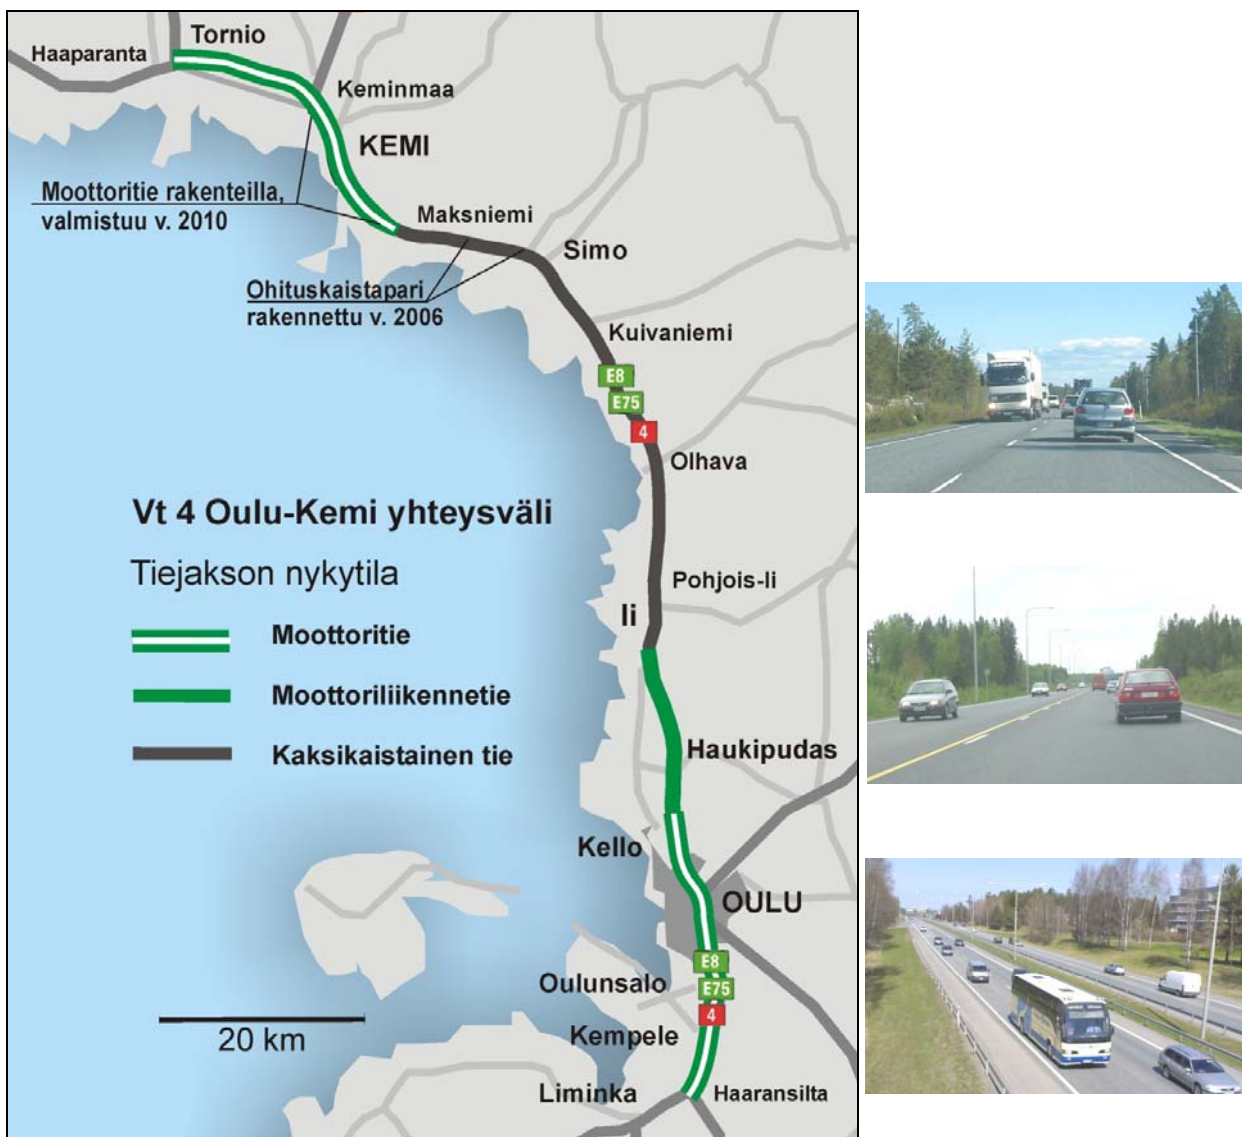 Tornio
Haaparanta
Keminmaa
KEMI
Moottoritie rakenteilla,
valmistuu v. 2010
Maksniemi
Simo
Ohituskaistapari
rakennettu v. 2006
Kuivaniemi
E8
E75
4
Olhava
Vt 4 Oulu-Kemi yhteysväli
Tiejakson nykytila
Pohjois-Ii
Ii
Moottoritie
Moottoriliikennetie
Kaksikaistainen tie
Haukipudas
Kello
OULU
E8
Oulunsalo
E75
4
20 km
Kempele
Liminka
Haaransilta